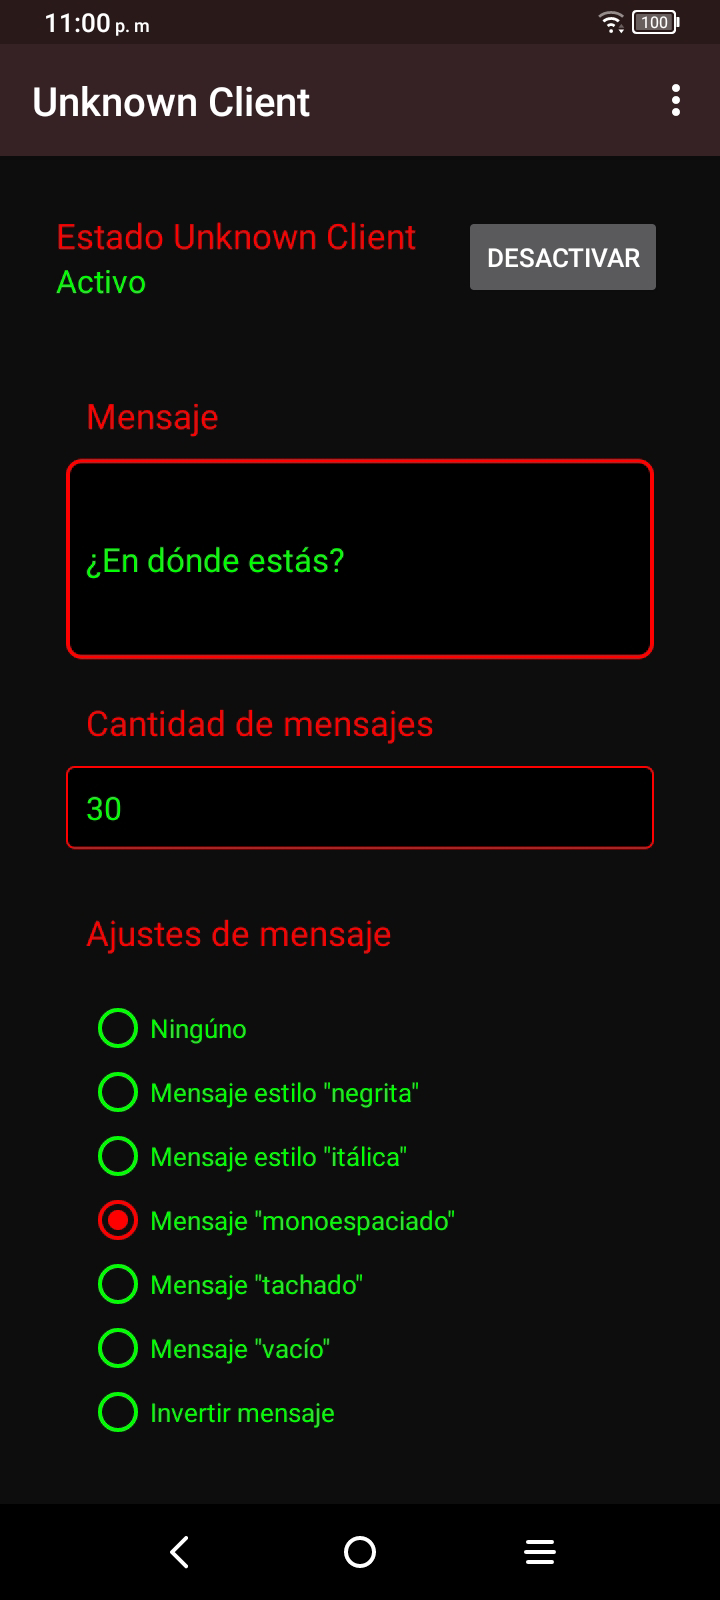 11:00 p. m
100
Unknown Client
Estado Unknown Client
DESACTIVAR
Activo
Mensaje
¿En dónde estás?
Cantidad de mensajes
30
Ajustes de mensaje
Ningúno
Mensaje estilo "negrita"
Mensaje estilo "itálica"
Mensaje "monoespaciado"
Mensaje "tachado"
Mensaje "vacío"
Invertir mensaje